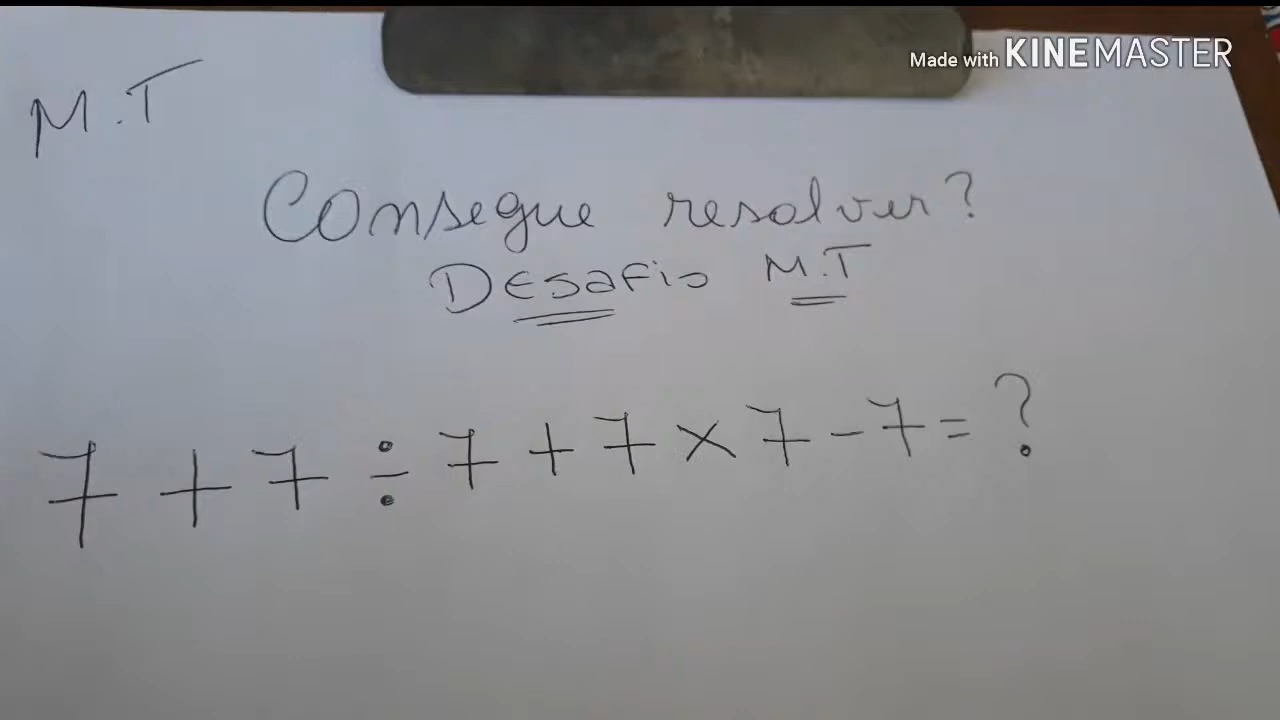 Made with KINEMASTER
M.T
Consegue resolver?
Desafio M.T
7 + 7 ÷ 7 + 7 × 7 - 7 = ?